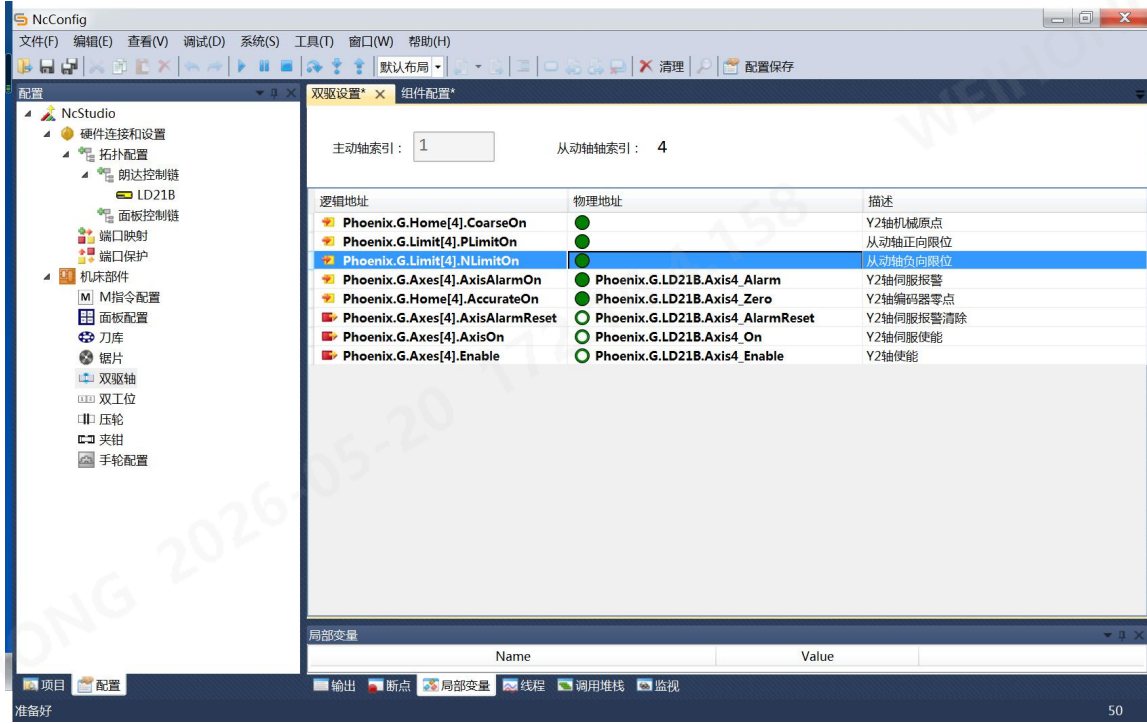 NcConfig
文件(F) 编辑(E) 查看(V) 调试(D) 系统(S) 工具(T) 窗口(W) 帮助(H)
默认布局 清理 配置保存
配置
双驱设置* 组件配置*
NcStudio
硬件连接和设置
拓扑配置
朗达控制链
LD21B
面板控制链
端口映射
端口保护
机床部件
M指令配置
面板配置
刀库
锯片
双驱轴
双工位
压轮
夹钳
手轮配置
主动轴索引： 1 从动轴轴索引： 4
逻辑地址 物理地址 描述
Phoenix.G.Home[4].CoarseOn Y2轴机械原点
Phoenix.G.Limit[4].PLimitOn 从动轴正向限位
Phoenix.G.Limit[4].NLimitOn 从动轴负向限位
Phoenix.G.Axes[4].AxisAlarmOn Phoenix.G.LD21B.Axis4_Alarm Y2轴伺服报警
Phoenix.G.Home[4].AccurateOn Phoenix.G.LD21B.Axis4_Zero Y2轴编码器零点
Phoenix.G.Axes[4].AxisAlarmReset Phoenix.G.LD21B.Axis4_AlarmReset Y2轴伺服报警清除
Phoenix.G.Axes[4].AxisOn Phoenix.G.LD21B.Axis4_On Y2轴伺服使能
Phoenix.G.Axes[4].Enable Phoenix.G.LD21B.Axis4_Enable Y2轴使能
局部变量
Name Value
项目 配置 输出 断点 局部变量 线程 调用堆栈 监视
准备好 50
WEIHON
ONG 2026-05-20 172 4158